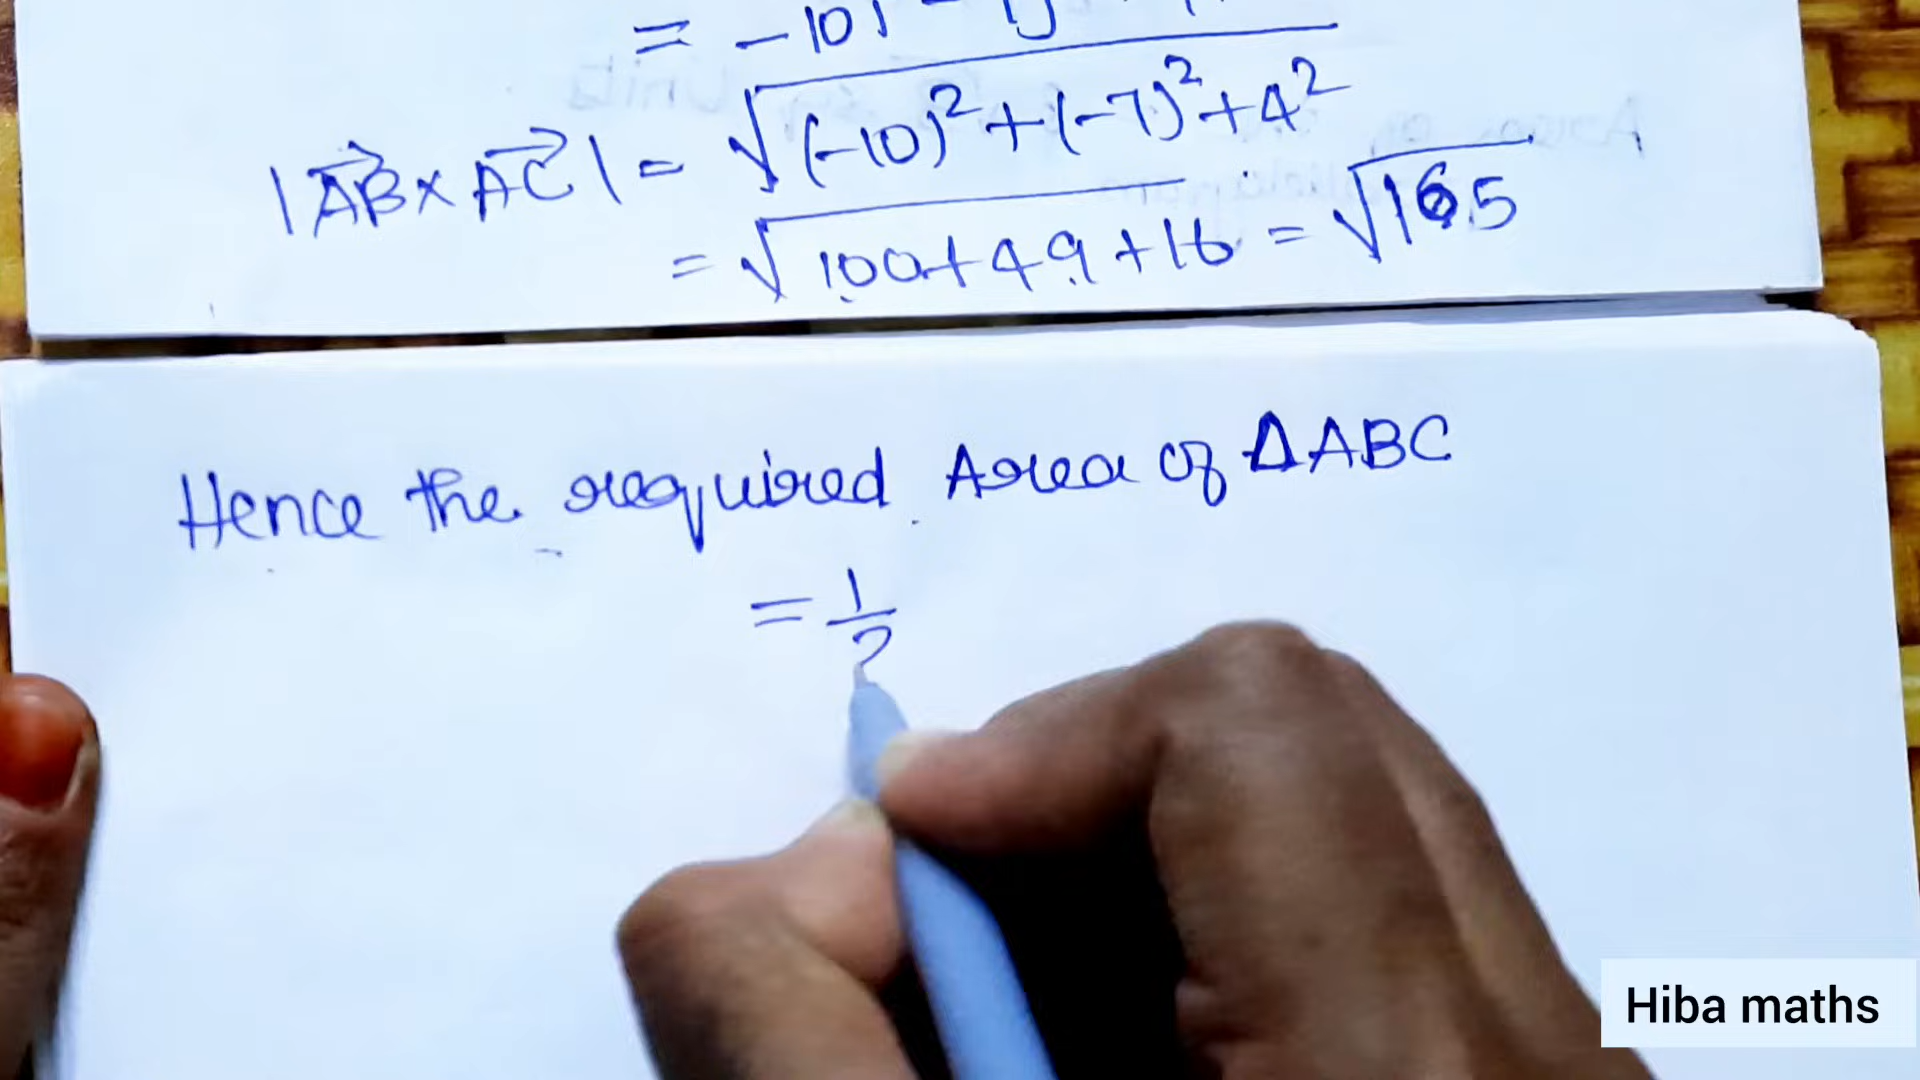 = -10
|AB×AC| = √(-10)²+(-7)²+4²
= √100+49+16 = √165
Hence the required Area of ΔABC
= 1/2
Hiba maths